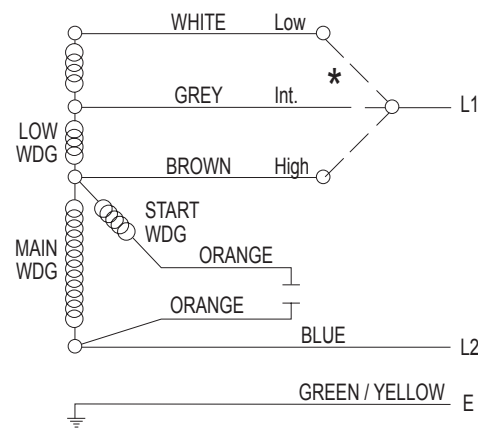 WHITE Low
*
GREY Int.
L1
LOW
WDG
BROWN High
START
WDG
MAIN
WDG
ORANGE
ORANGE
BLUE
L2
GREEN / YELLOW
E